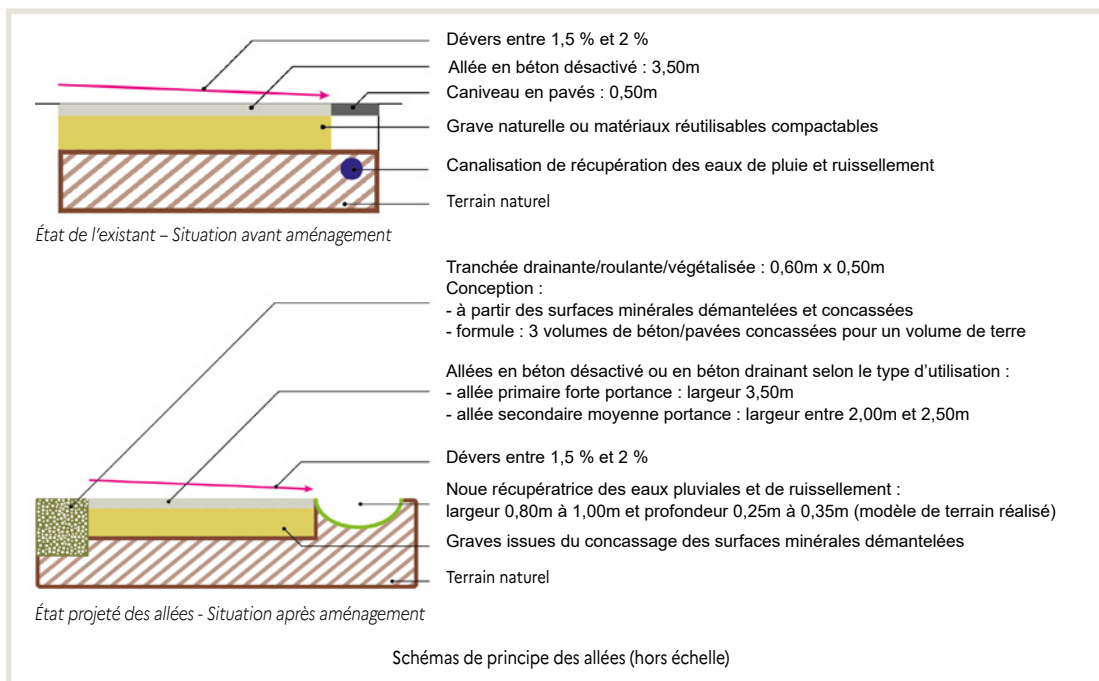 Dévers entre 1,5 % et 2 %
Allée en béton désactivé : 3,50m
Caniveau en pavés : 0,50m
Grave naturelle ou matériaux réutilisables compactables
Canalisation de récupération des eaux de pluie et ruissellement
Terrain naturel
État de l'existant – Situation avant aménagement
Tranchée drainante/roulante/végétalisée : 0,60m x 0,50m
Conception :
- à partir des surfaces minérales démantelées et concassées
- formule : 3 volumes de béton/pavées concassées pour un volume de terre
Allées en béton désactivé ou en béton drainant selon le type d'utilisation :
- allée primaire forte portance : largeur 3,50m
- allée secondaire moyenne portance : largeur entre 2,00m et 2,50m
Dévers entre 1,5 % et 2 %
Noue récupératrice des eaux pluviales et de ruissellement :
largeur 0,80m à 1,00m et profondeur 0,25m à 0,35m (modèle de terrain réalisé)
Graves issues du concassage des surfaces minérales démantelées
Terrain naturel
État projeté des allées - Situation après aménagement
Schémas de principe des allées (hors échelle)